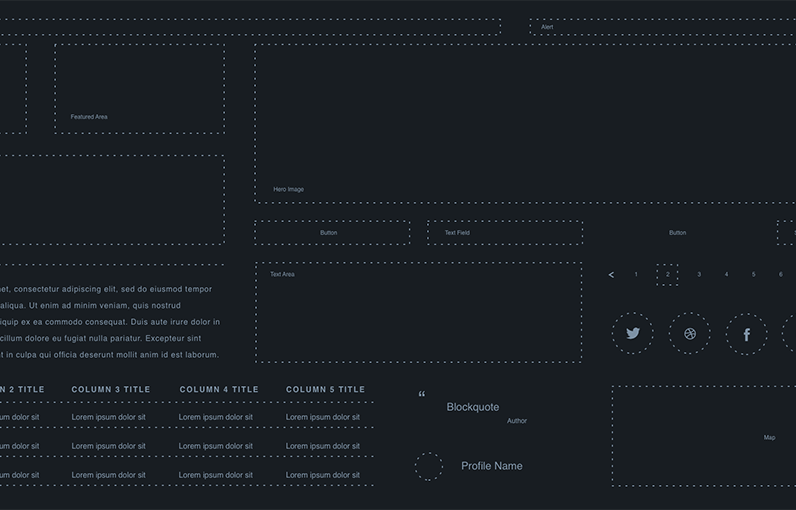 Alert
Featured Area
Hero Image
Button
Text Field
Button
Text Area
1 2 3 4 5 6
et, consectetur adipiscing elit, sed do eiusmod tempor
aliqua. Ut enim ad minim veniam, quis nostrud
iquip ex ea commodo consequat. Duis aute irure dolor in
cillum dolore eu fugiat nulla pariatur. Excepteur sint
t in culpa qui officia deserunt mollit anim id est laborum.
N 2 TITLE COLUMN 3 TITLE COLUMN 4 TITLE COLUMN 5 TITLE
um dolor sit Lorem ipsum dolor sit Lorem ipsum dolor sit Lorem ipsum dolor sit
um dolor sit Lorem ipsum dolor sit Lorem ipsum dolor sit Lorem ipsum dolor sit
um dolor sit Lorem ipsum dolor sit Lorem ipsum dolor sit Lorem ipsum dolor sit
“
Blockquote
Author
Profile Name
Map